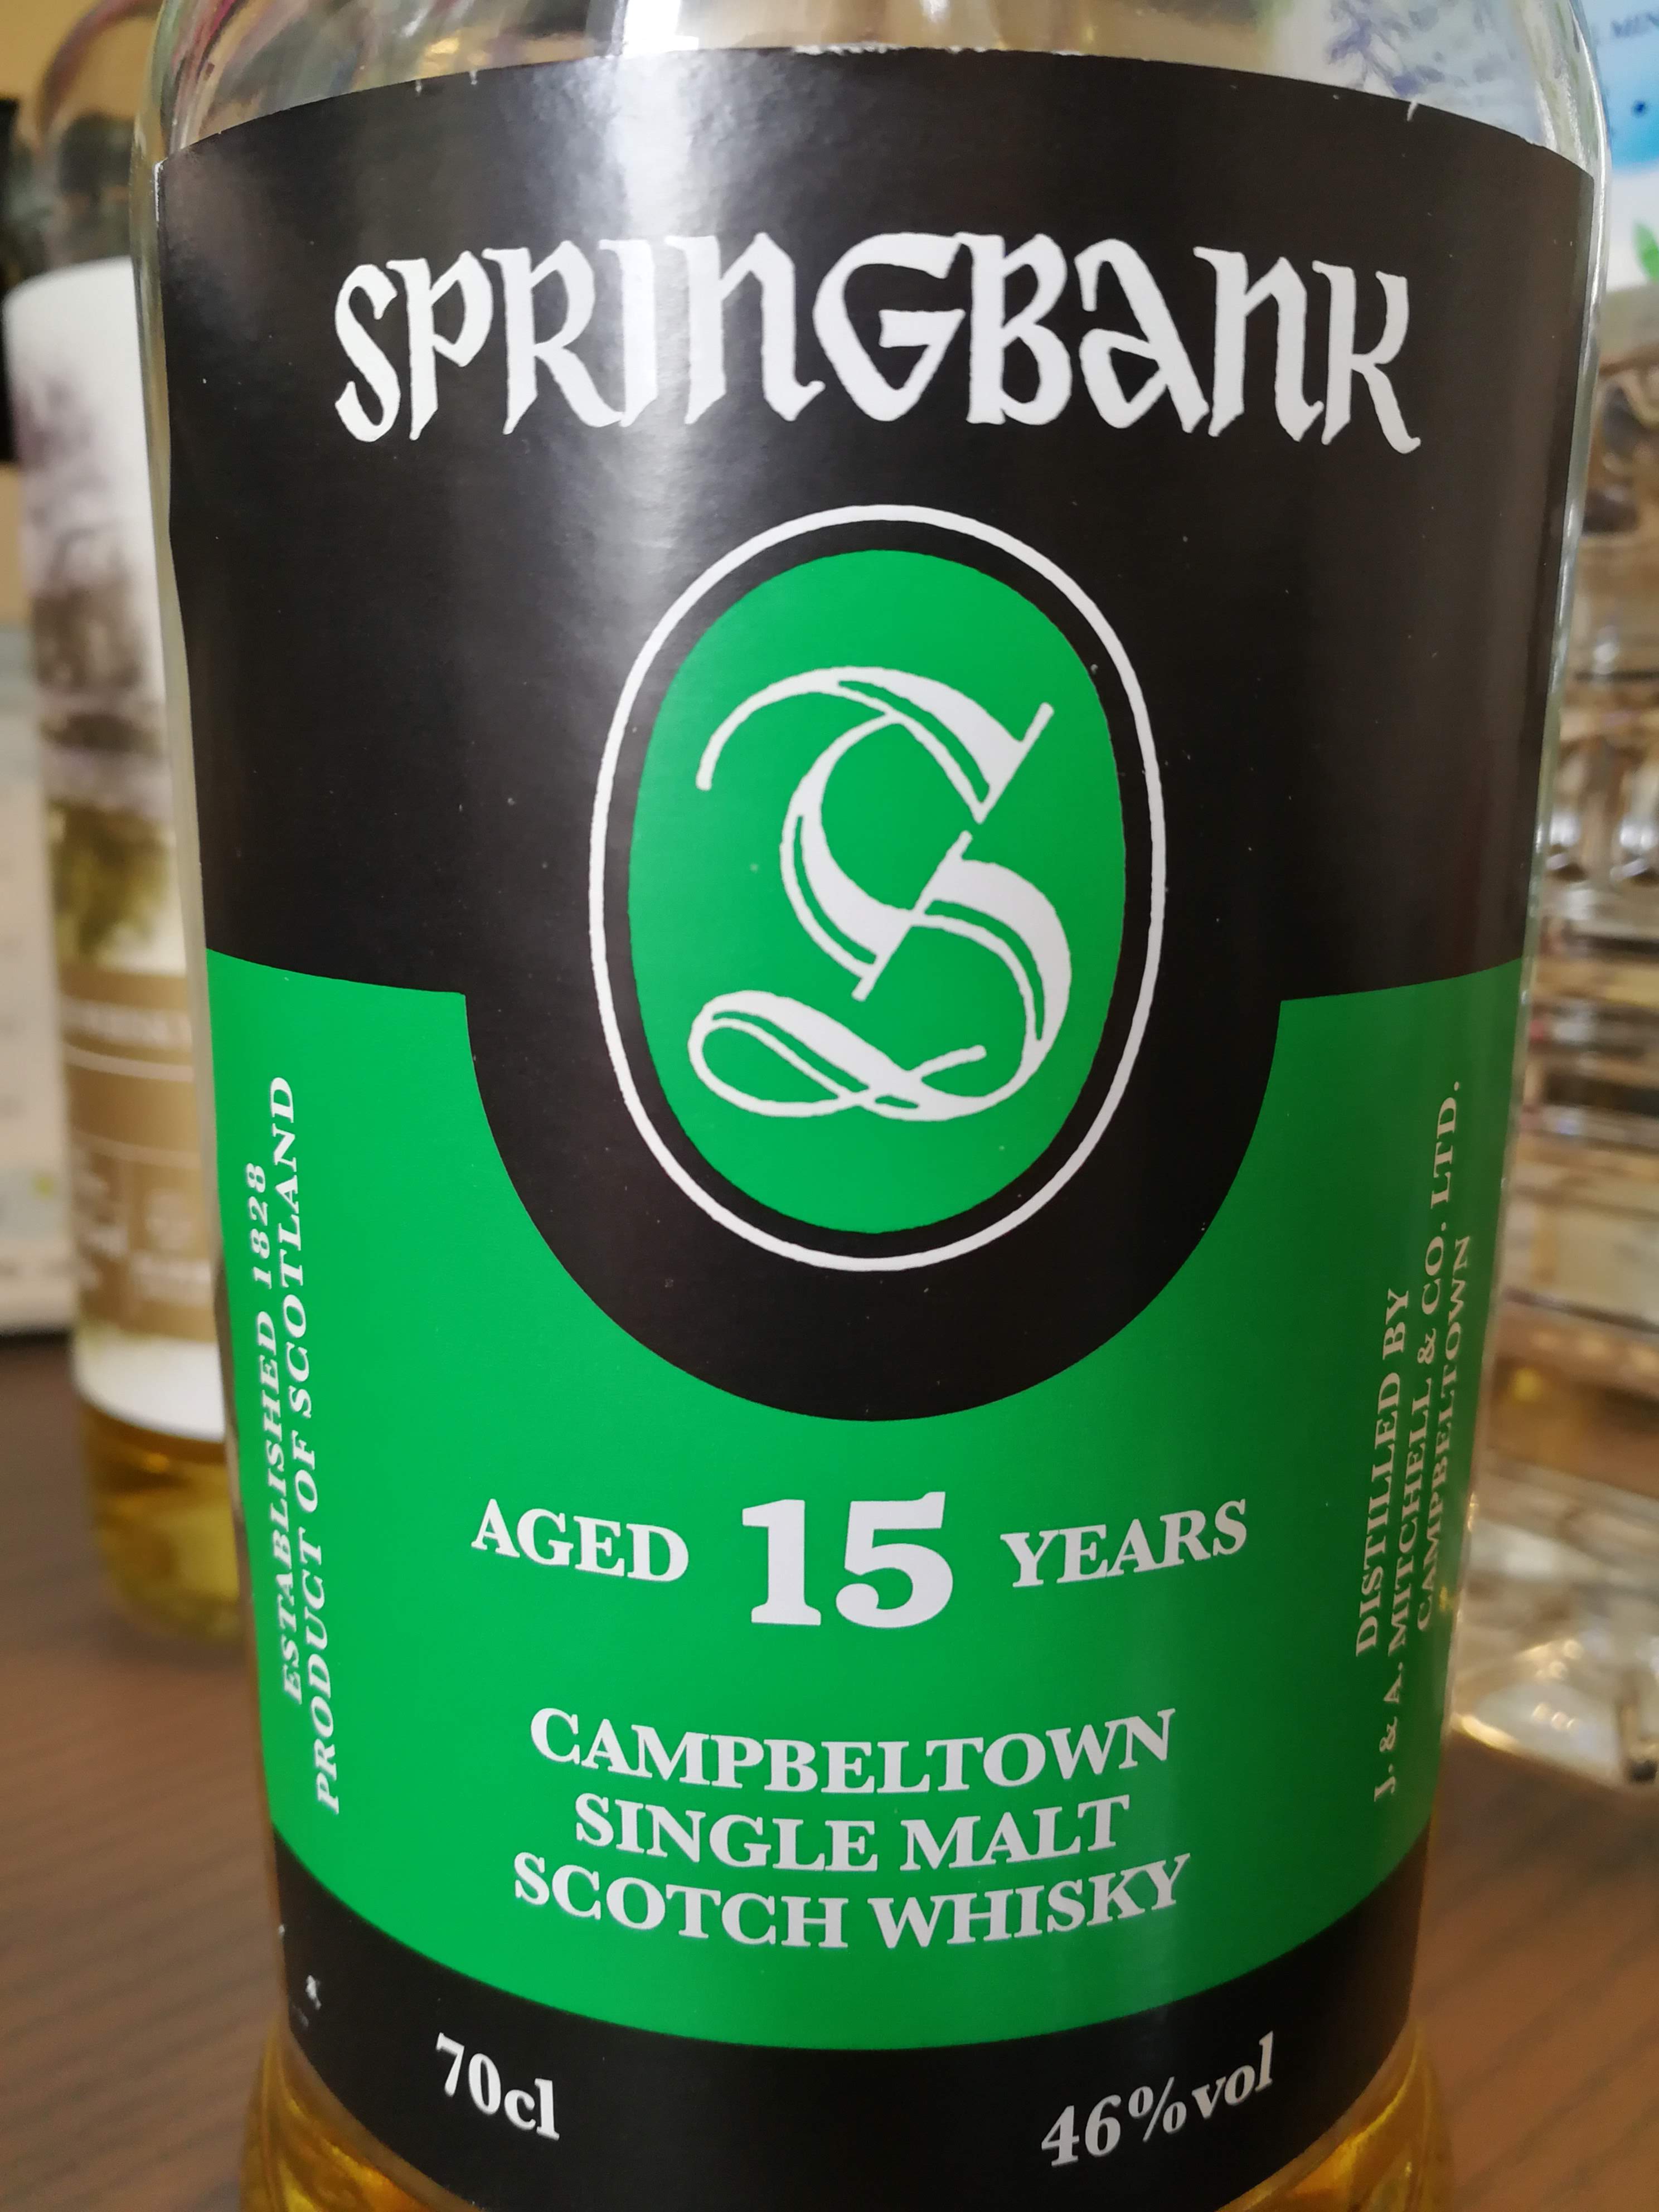 SPRINGBANK
S
ESTABLISHED 1828
PRODUCT OF SCOTLAND
AGED 15 YEARS
CAMPBELTOWN
SINGLE MALT
SCOTCH WHISKY
DISTILLED BY
J. & A. MITCHELL & CO. LTD.
CAMPBELTOWN
70cl
46%vol